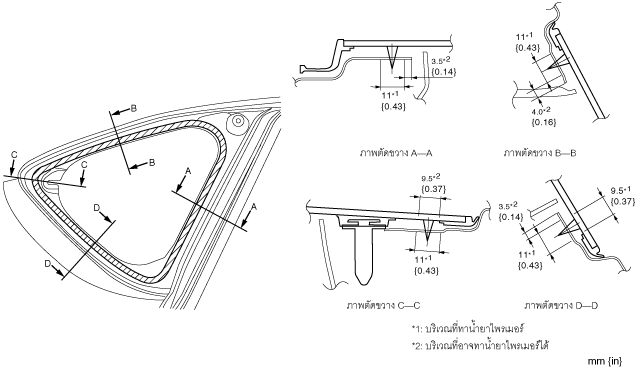 B
B
C
C
A
A
D
D
11*1
{0.43}
3.5*2
{0.14}
ภาพตัดขวาง A—A
11*1
{0.43}
4.0*2
{0.16}
ภาพตัดขวาง B—B
9.5*2
{0.37}
11*1
{0.43}
ภาพตัดขวาง C—C
3.5*2
{0.14}
9.5*1
{0.37}
11*1
{0.43}
ภาพตัดขวาง D—D
*1: บริเวณที่ทาน้ำยาไพรเมอร์
*2: บริเวณที่อาจทาน้ำยาไพรเมอร์ได้
mm {in}